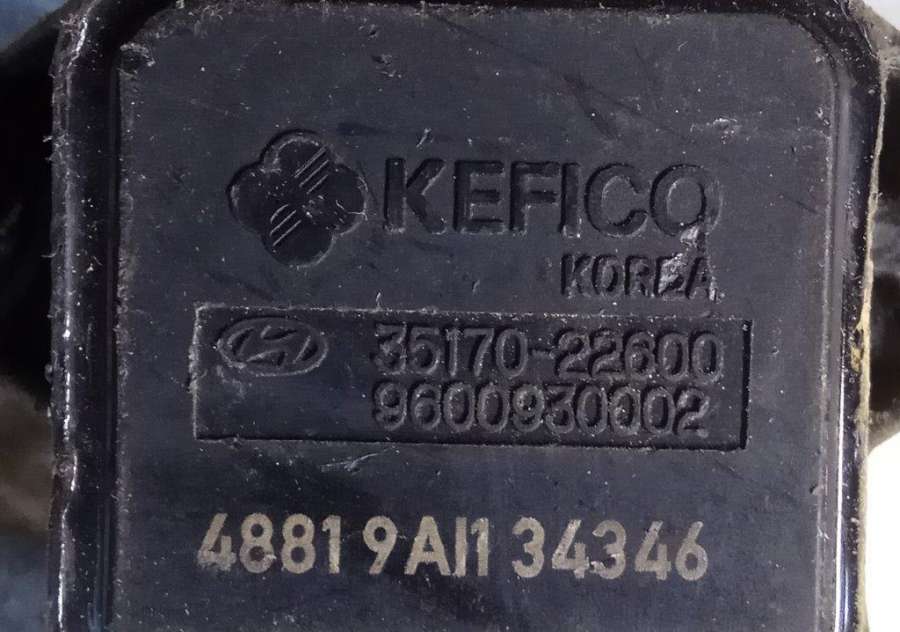 KEFICO
KOREA
35170-22600
9600930002
4881 9AI1 34346